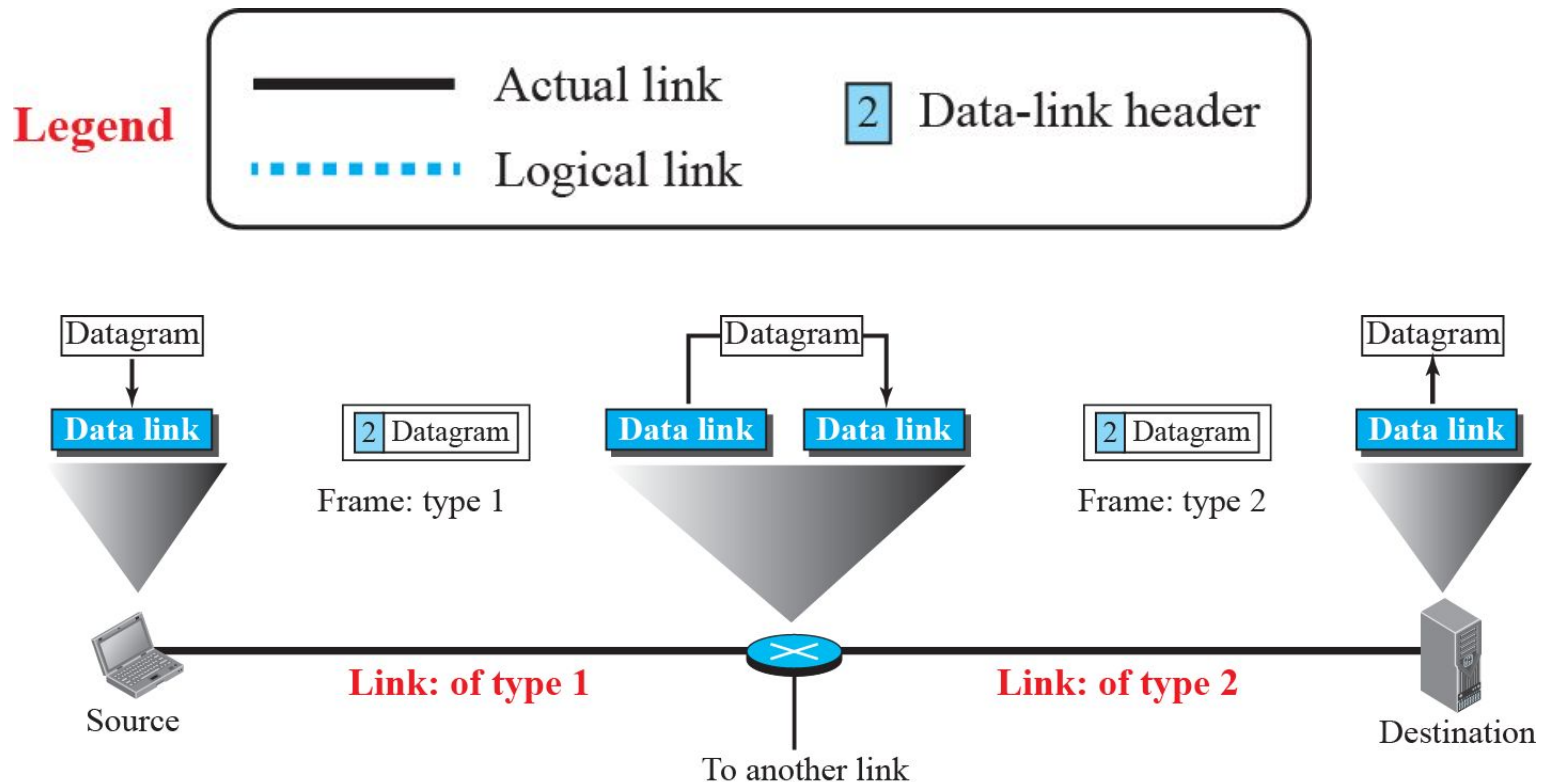 Legend
Actual link
Logical link
2 Data-link header
Datagram
Datagram
Datagram
Data link
2 Datagram
Data link
Data link
2 Datagram
Data link
Frame: type 1
Frame: type 2
Link: of type 1
Link: of type 2
Source
Destination
To another link